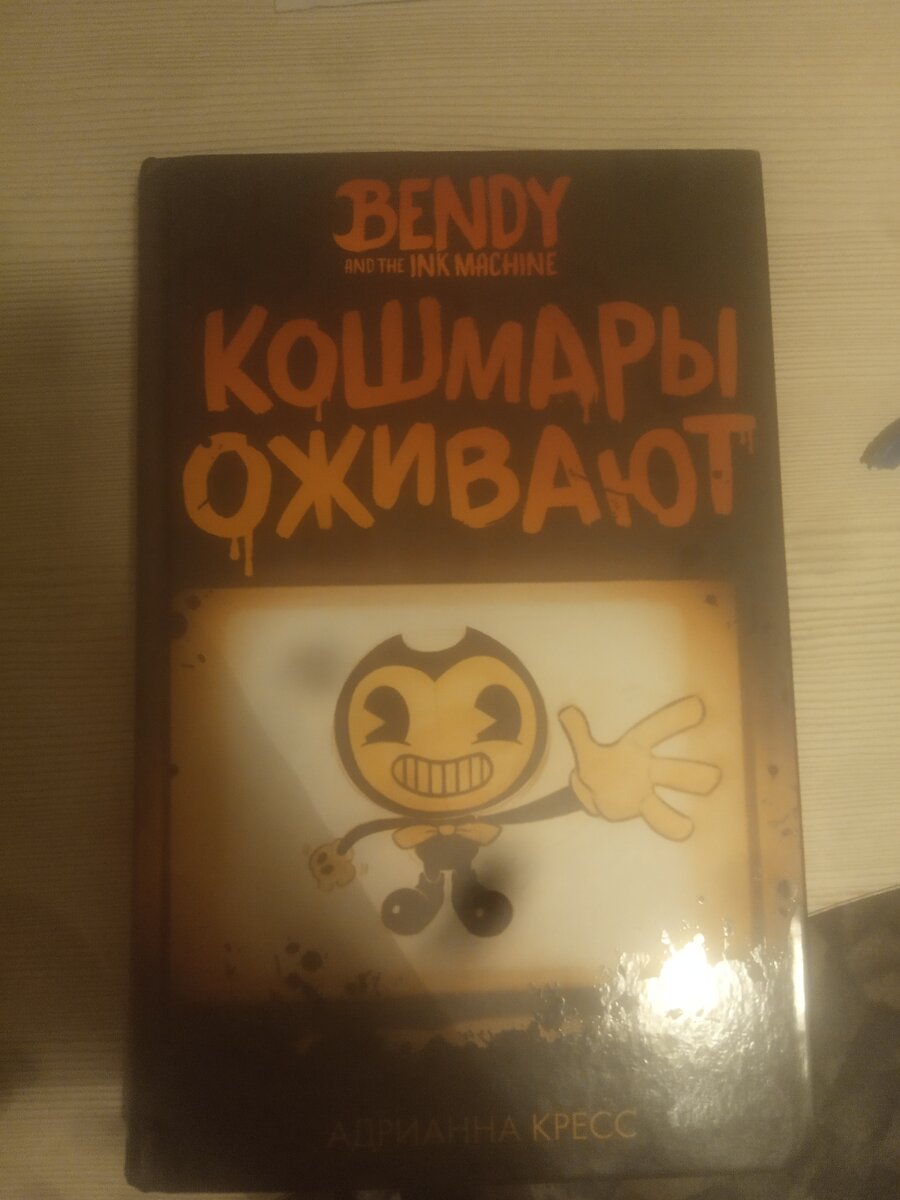 BENDY
AND THE INK MACHINE
КОШМАРЫ
ОЖИВАЮТ
АДРИАННА КРЕСС